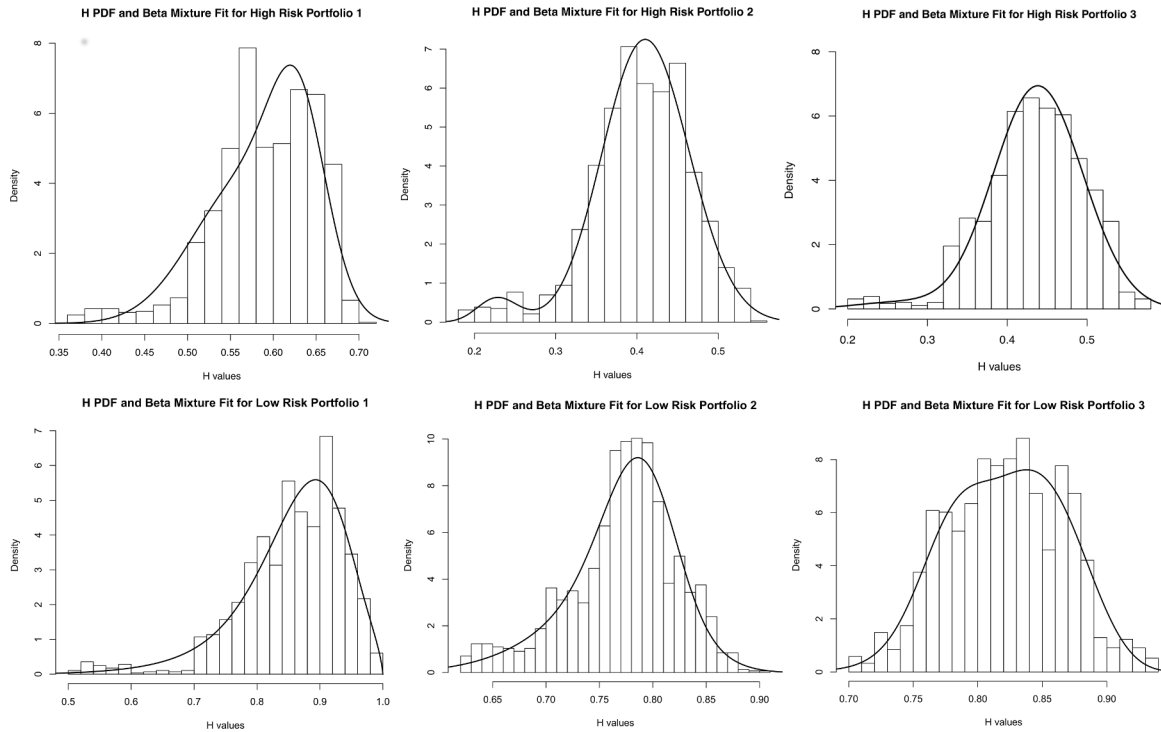 H PDF and Beta Mixture Fit for High Risk Portfolio 1
Density
8
6
4
2
0
0.35 0.40 0.45 0.50 0.55 0.60 0.65 0.70
H values
H PDF and Beta Mixture Fit for High Risk Portfolio 2
Density
7
6
5
4
3
2
1
0
0.2 0.3 0.4 0.5
H values
H PDF and Beta Mixture Fit for High Risk Portfolio 3
Density
8
6
4
2
0
0.2 0.3 0.4 0.5
H values
H PDF and Beta Mixture Fit for Low Risk Portfolio 1
Density
7
6
5
4
3
2
1
0
0.5 0.6 0.7 0.8 0.9 1.0
H values
H PDF and Beta Mixture Fit for Low Risk Portfolio 2
Density
10
8
6
4
2
0
0.65 0.70 0.75 0.80 0.85 0.90
H values
H PDF and Beta Mixture Fit for Low Risk Portfolio 3
Density
8
6
4
2
0
0.70 0.75 0.80 0.85 0.90
H values